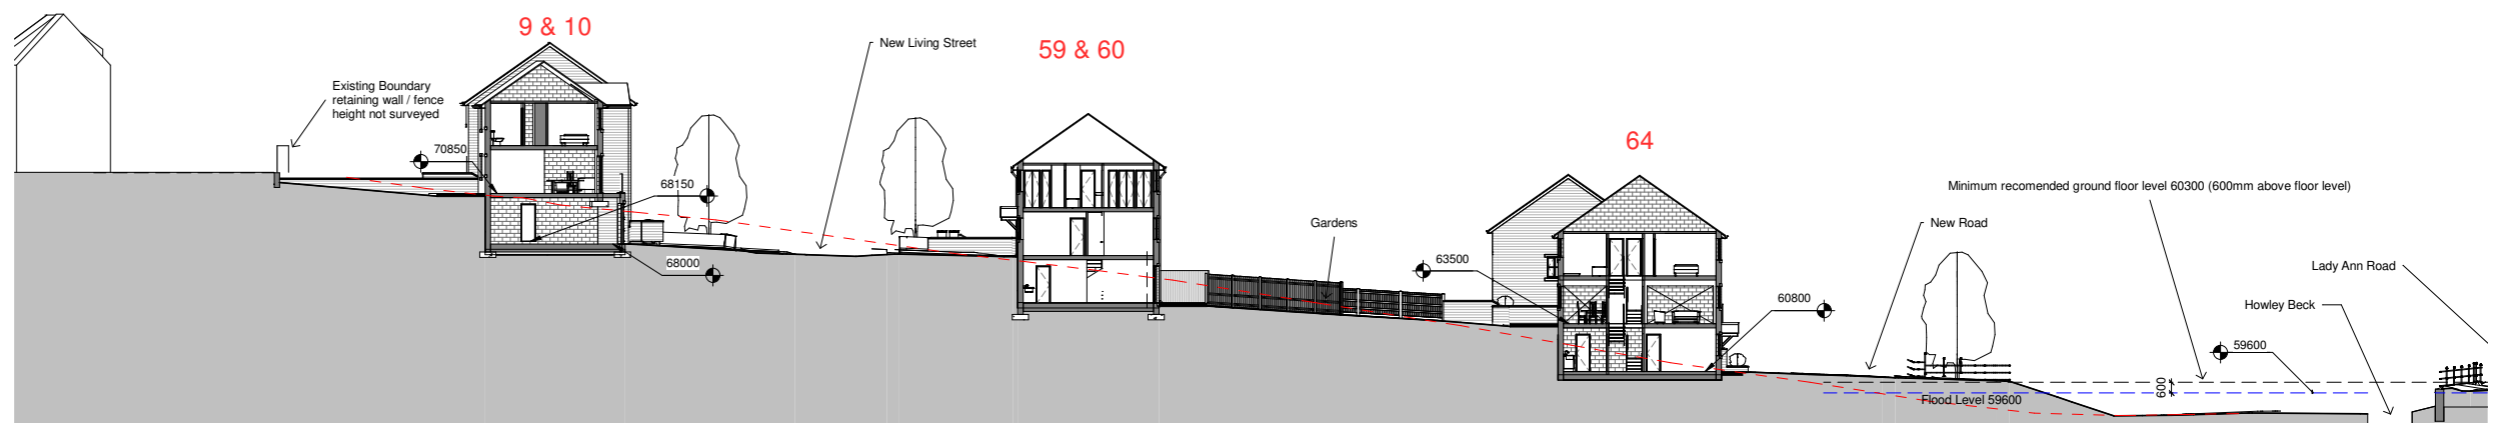 9 & 10
New Living Street
59 & 60
Existing Boundary
retaining wall / fence
height not surveyed
70850
68150
68000
64
Gardens
63500
60800
Minimum recomended ground floor level 60300 (600mm above floor level)
New Road
Lady Ann Road
Howley Beck
59600
600
Flood Level 59600